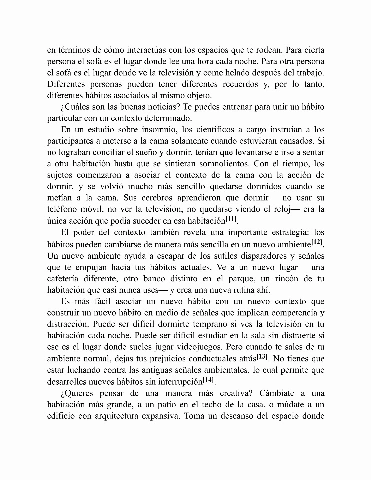 en términos de cómo interactúas con los espacios que te rodean. Para cierta
persona el sofá es el lugar donde lee una hora cada noche. Para otra persona
el sofá es el lugar donde ve la televisión y come helado después del trabajo.
Diferentes personas pueden tener diferentes recuerdos y, por lo tanto,
diferentes hábitos asociados al mismo objeto.
¿Cuáles son las buenas noticias? Te puedes entrenar para unir un hábito
particular con un contexto determinado.
En un estudio sobre insomnio, los científicos a cargo instruían a los
participantes a meterse a la cama solamente cuando estuvieran cansados. Si
no lograban conciliar el sueño y dormir, tenían que levantarse e irse a sentar
a otra habitación hasta que se sintieran somnolientos. Con el tiempo, los
sujetos comenzaron a asociar el contexto de la cama con la acción de
dormir, y se volvió mucho más sencillo quedarse dormidos cuando se
metían a la cama. Sus cerebros aprendieron que dormir —no usar su
teléfono móvil, no ver la televisión, no quedarse viendo el reloj— era la
única acción que podía suceder en esa habitación[11].
El poder del contexto también revela una importante estrategia: los
hábitos pueden cambiarse de manera más sencilla en un nuevo ambiente[12].
Un nuevo ambiente ayuda a escapar de los sutiles disparadores y señales
que te empujan hacia tus hábitos actuales. Ve a un nuevo lugar —una
cafetería diferente, otro banco distinto en el parque, un rincón de tu
habitación que casi nunca uses— y crea una nueva rutina ahí.
Es más fácil asociar un nuevo hábito con un nuevo contexto que
construir un nuevo hábito en medio de señales que implican competencia y
distracción. Puede ser difícil dormirte temprano si ves la televisión en tu
habitación cada noche. Puede ser difícil estudiar en la sala sin distraerte si
ese es el lugar donde sueles jugar videojuegos. Pero cuando te sales de tu
ambiente normal, dejas tus prejuicios conductuales atrás[13]. No tienes que
estar luchando contra las antiguas señales ambientales, lo cual permite que
desarrolles nuevos hábitos sin interrupción[14].
¿Quieres pensar de una manera más creativa? Cámbiate a una
habitación más grande, a un patio en el techo de la casa, o múdate a un
edificio con arquitectura expansiva. Toma un descanso del espacio donde